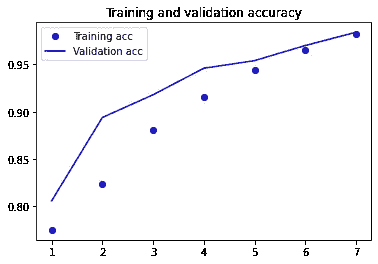 Training and validation accuracy
Training acc
Validation acc
0.95
0.90
0.85
0.80
1 2 3 4 5 6 7